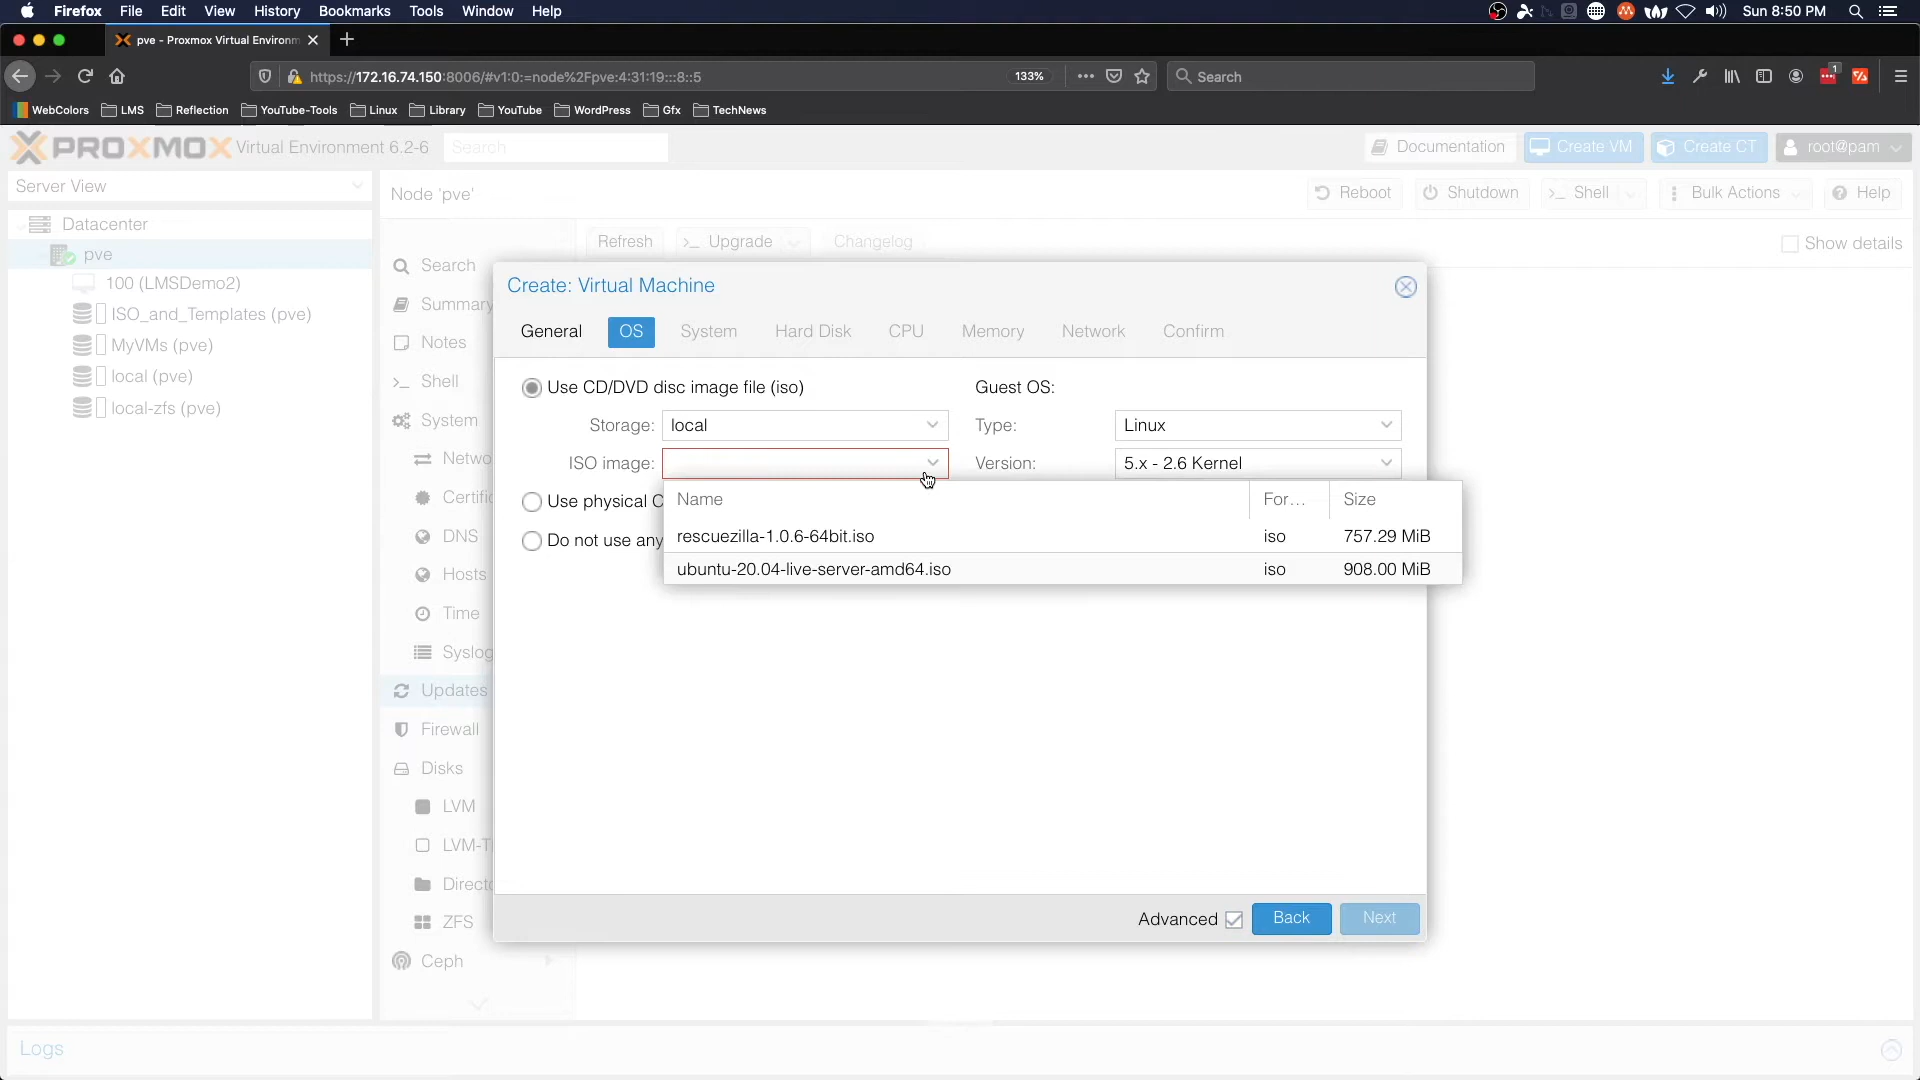 Firefox File Edit View History Bookmarks Tools Window Help Sun 8:50 PM
pve - Proxmox Virtual Environm
https://172.16.74.150:8006/#v1:0:=node%2Fpve:4:31:19:::8::5 133% Search 1
WebColors LMS Reflection YouTube-Tools Linux Library YouTube WordPress Gfx TechNews
PROXMOX Virtual Environment 6.2-6 Search Documentation Create VM Create CT root@pam
Server View
Node 'pve' Reboot Shutdown >_ Shell Bulk Actions Help
Datacenter
pve
100 (LMSDemo2)
ISO_and_Templates (pve)
MyVMs (pve)
local (pve)
local-zfs (pve)
Refresh >_ Upgrade Changelog Show details
Search
Summary
Notes
>_ Shell
System
Netwo
Certific
DNS
Hosts
Time
Syslog
Updates
Firewall
Disks
LVM
LVM-T
Directo
ZFS
Ceph
Create: Virtual Machine
General OS System Hard Disk CPU Memory Network Confirm
Use CD/DVD disc image file (iso) Guest OS:
Storage: local Type: Linux
ISO image: Version: 5.x - 2.6 Kernel
Use physical C
Do not use any
Name For... Size
rescuezilla-1.0.6-64bit.iso iso 757.29 MiB
ubuntu-20.04-live-server-amd64.iso iso 908.00 MiB
Advanced Back Next
Logs